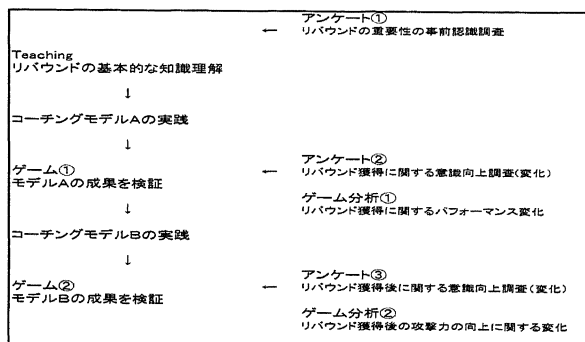 アンケート①
← リバウンドの重要性の事前認識調査
Teaching
リバウンドの基本的な知識理解
↓
コーチングモデルAの実践
↓
ゲーム① ← アンケート②
モデルAの成果を検証 リバウンド獲得に関する意識向上調査(変化)
↓ ゲーム分析①
リバウンド獲得に関するパフォーマンス変化
コーチングモデルBの実践
↓
ゲーム② ← アンケート③
モデルBの成果を検証 リバウンド獲得後に関する意識向上調査(変化)
ゲーム分析②
リバウンド獲得後の攻撃力の向上に関する変化